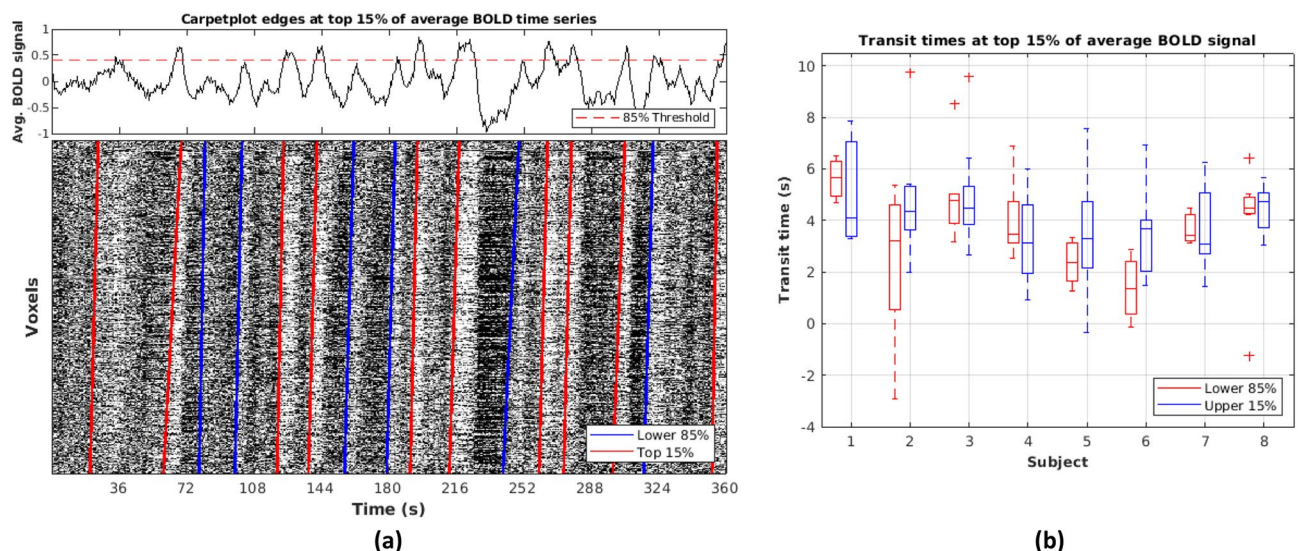 Carpetplot edges at top 15% of average BOLD time series
Avg. BOLD signal
1
0.5
0
-0.5
-1
85% Threshold
Voxels
Lower 85%
Top 15%
36 72 108 144 180 216 252 288 324 360
Time (s)
(a)
Transit times at top 15% of average BOLD signal
Transit time (s)
10
8
6
4
2
0
-2
-4
Lower 85%
Upper 15%
1 2 3 4 5 6 7 8
Subject
(b)